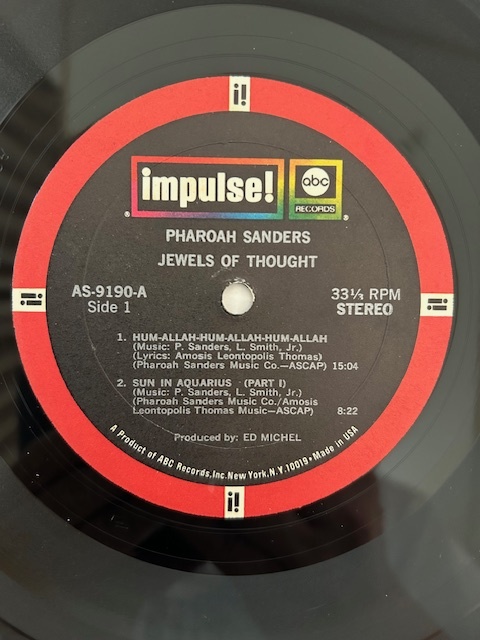 i!
impulse!
abc
RECORDS
®
®
PHAROAH SANDERS
JEWELS OF THOUGHT
AS-9190-A
Side 1
33⅓ RPM
STEREO
i!
i!
1. HUM-ALLAH-HUM-ALLAH-HUM-ALLAH
(Music: P. Sanders, L. Smith, Jr.)
(Lyrics: Amosis Leontopolis Thomas)
(Pharoah Sanders Music Co.—ASCAP) 15:04
2. SUN IN AQUARIUS (PART I)
(Music: P. Sanders, L. Smith, Jr.)
(Pharoah Sanders Music Co./Amosis
Leontopolis Thomas Music—ASCAP) 8:22
Produced by: ED MICHEL
A Product of ABC Records, Inc. New York, N.Y. 10019 • Made in USA
i!